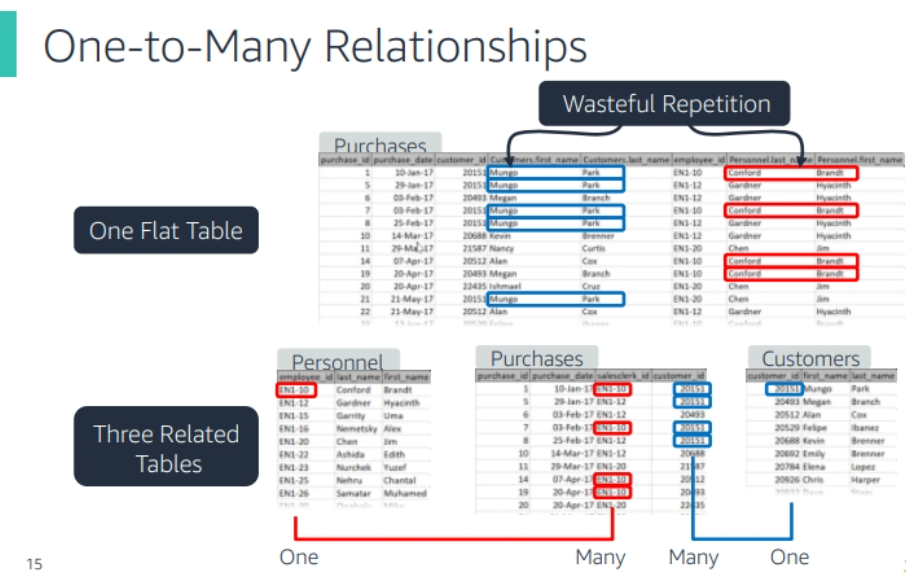 One-to-Many Relationships
Wasteful Repetition
Purchases
purchase_id purchase_date customer_id Customers.first_name Customers.last_name employee_id Personnel.last_name Personnel.first_name
1 10-Jan-17 20151 Mungo Park EN1-10 Conford Brandt
5 29-Jan-17 20151 Mungo Park EN1-12 Gardner Hyacinth
6 03-Feb-17 20493 Megan Branch EN1-12 Gardner Hyacinth
7 03-Feb-17 20151 Mungo Park EN1-10 Conford Brandt
8 25-Feb-17 20151 Mungo Park EN1-12 Gardner Hyacinth
10 14-Mar-17 20688 Kevin Brenner EN1-12 Gardner Hyacinth
11 29-Mar-17 21587 Nancy Curtis EN1-20 Chen Jim
14 07-Apr-17 20512 Alan Cox EN1-10 Conford Brandt
19 20-Apr-17 20493 Megan Branch EN1-10 Conford Brandt
20 20-Apr-17 22435 Ishmael Cruz EN1-20 Chen Jim
21 21-May-17 20151 Mungo Park EN1-20 Chen Jim
22 21-May-17 20512 Alan Cox EN1-12 Gardner Hyacinth
One Flat Table
Personnel
employee_id last_name first_name
EN1-10 Conford Brandt
EN1-12 Gardner Hyacinth
EN1-15 Garrity Uma
EN1-16 Nemetsky Alex
EN1-20 Chen Jim
EN1-22 Ashida Edith
EN1-23 Nurchek Yuzef
EN1-25 Nehru Chantal
EN1-26 Samatar Muhamed
Purchases
purchase_id purchase_date salesclerk_id customer_id
1 10-Jan-17 EN1-10 20151
5 29-Jan-17 EN1-12 20151
6 03-Feb-17 EN1-12 20493
7 03-Feb-17 EN1-10 20151
8 25-Feb-17 EN1-12 20151
10 14-Mar-17 EN1-12 20688
11 29-Mar-17 EN1-20 21587
14 07-Apr-17 EN1-10 20512
19 20-Apr-17 EN1-10 20493
20 20-Apr-17 EN1-20 22435
Customers
customer_id first_name last_name
20151 Mungo Park
20493 Megan Branch
20512 Alan Cox
20529 Felipe Ibanez
20688 Kevin Brenner
20692 Emily Brenner
20784 Elena Lopez
20926 Chris Harper
Three Related
Tables
One
Many
Many
One
15